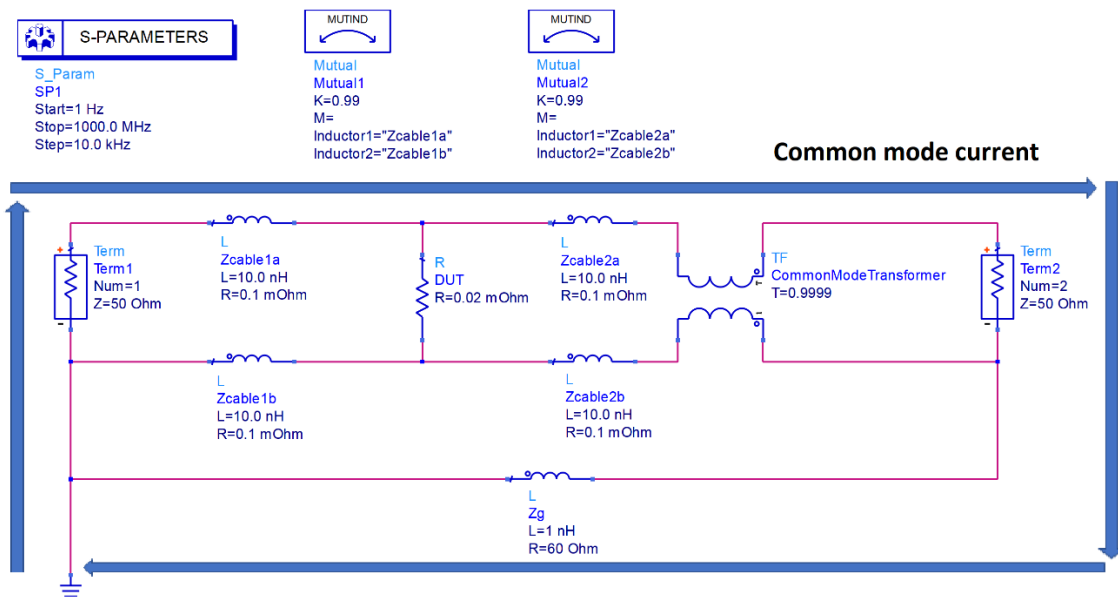 S-PARAMETERS
S_Param
SP1
Start=1 Hz
Stop=1000.0 MHz
Step=10.0 kHz
MUTIND
Mutual
Mutual1
K=0.99
M=
Inductor1="Zcable1a"
Inductor2="Zcable1b"
MUTIND
Mutual
Mutual2
K=0.99
M=
Inductor1="Zcable2a"
Inductor2="Zcable2b"
Common mode current
+
Term
Term1
Num=1
Z=50 Ohm
-
L
Zcable1a
L=10.0 nH
R=0.1 mOhm
R
DUT
R=0.02 mOhm
L
Zcable2a
L=10.0 nH
R=0.1 mOhm
TF
CommonModeTransformer
T=0.9999
T
1
+
Term
Term2
Num=2
Z=50 Ohm
-
L
Zcable1b
L=10.0 nH
R=0.1 mOhm
L
Zcable2b
L=10.0 nH
R=0.1 mOhm
L
Zg
L=1 nH
R=60 Ohm